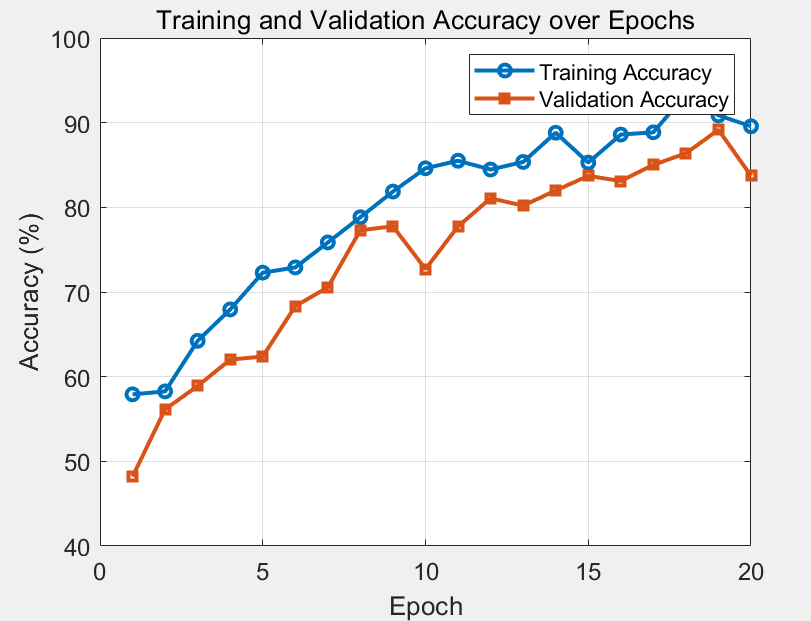 Training and Validation Accuracy over Epochs
100
90
80
70
60
50
40
Accuracy (%)
Training Accuracy
Validation Accuracy
0 5 10 15 20
Epoch